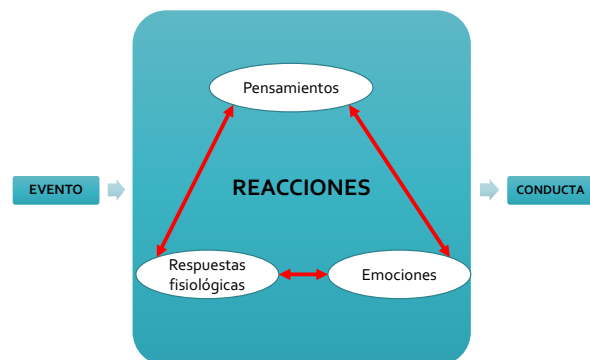 Pensamientos
EVENTO
REACCIONES
CONDUCTA
Respuestas
fisiológicas
Emociones